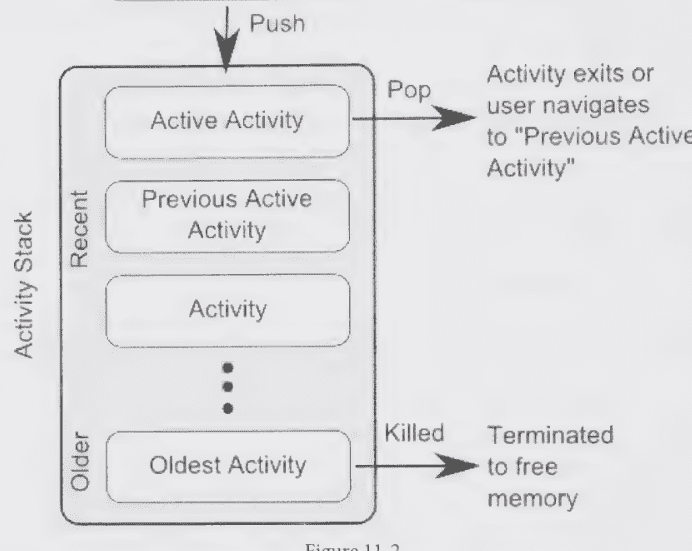 Push
Active Activity
Pop
Activity exits or
user navigates
to "Previous Active
Activity"
Previous Active
Activity
Activity
Activity Stack
Recent
Older
Oldest Activity
Killed
Terminated
to free
memory
Figure 11-2